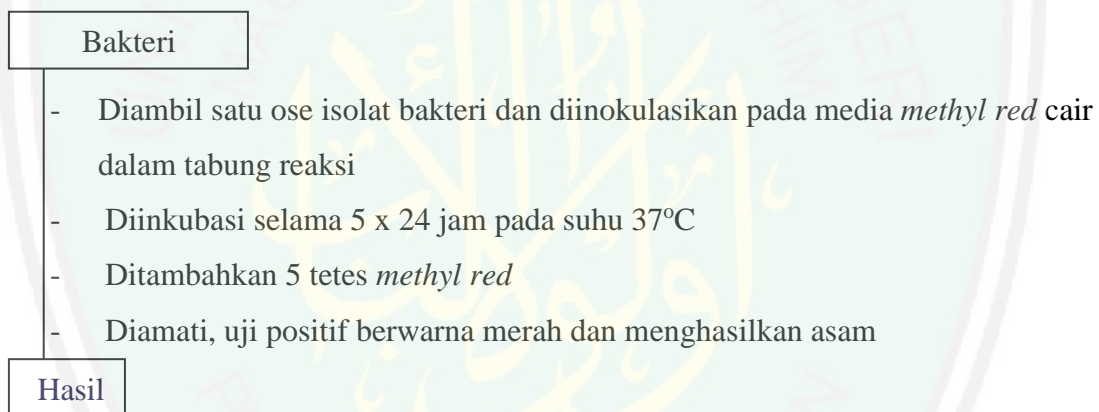 Bakteri
- Diambil satu ose isolat bakteri dan diinokulasikan pada media methyl red cair
dalam tabung reaksi
- Diinkubasi selama 5 x 24 jam pada suhu 37ºC
- Ditambahkan 5 tetes methyl red
- Diamati, uji positif berwarna merah dan menghasilkan asam
Hasil